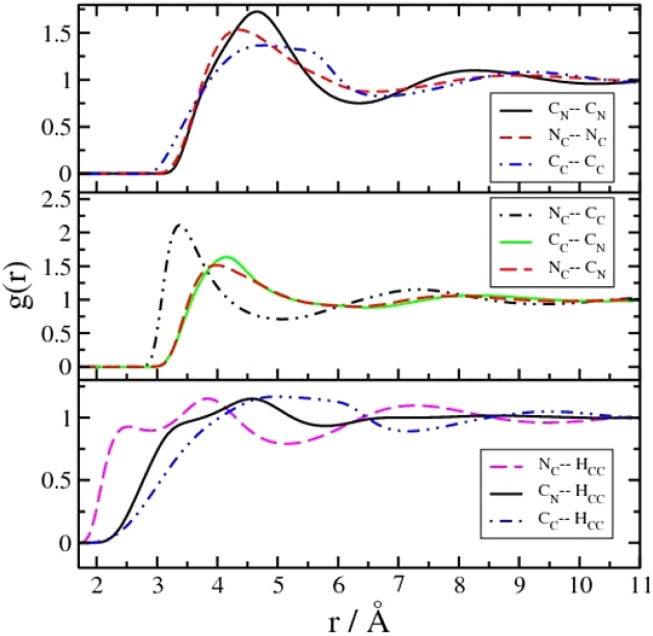 1.5
1
0.5
0
C_N-- C_N
N_C-- N_C
C_C-- C_C
2.5
2
1.5
1
0.5
0
N_C-- C_C
C_C-- C_N
N_C-- C_N
g(r)
1
0.5
0
N_C-- H_CC
C_N-- H_CC
C_C-- H_CC
2 3 4 5 6 7 8 9 10 11
r / Å